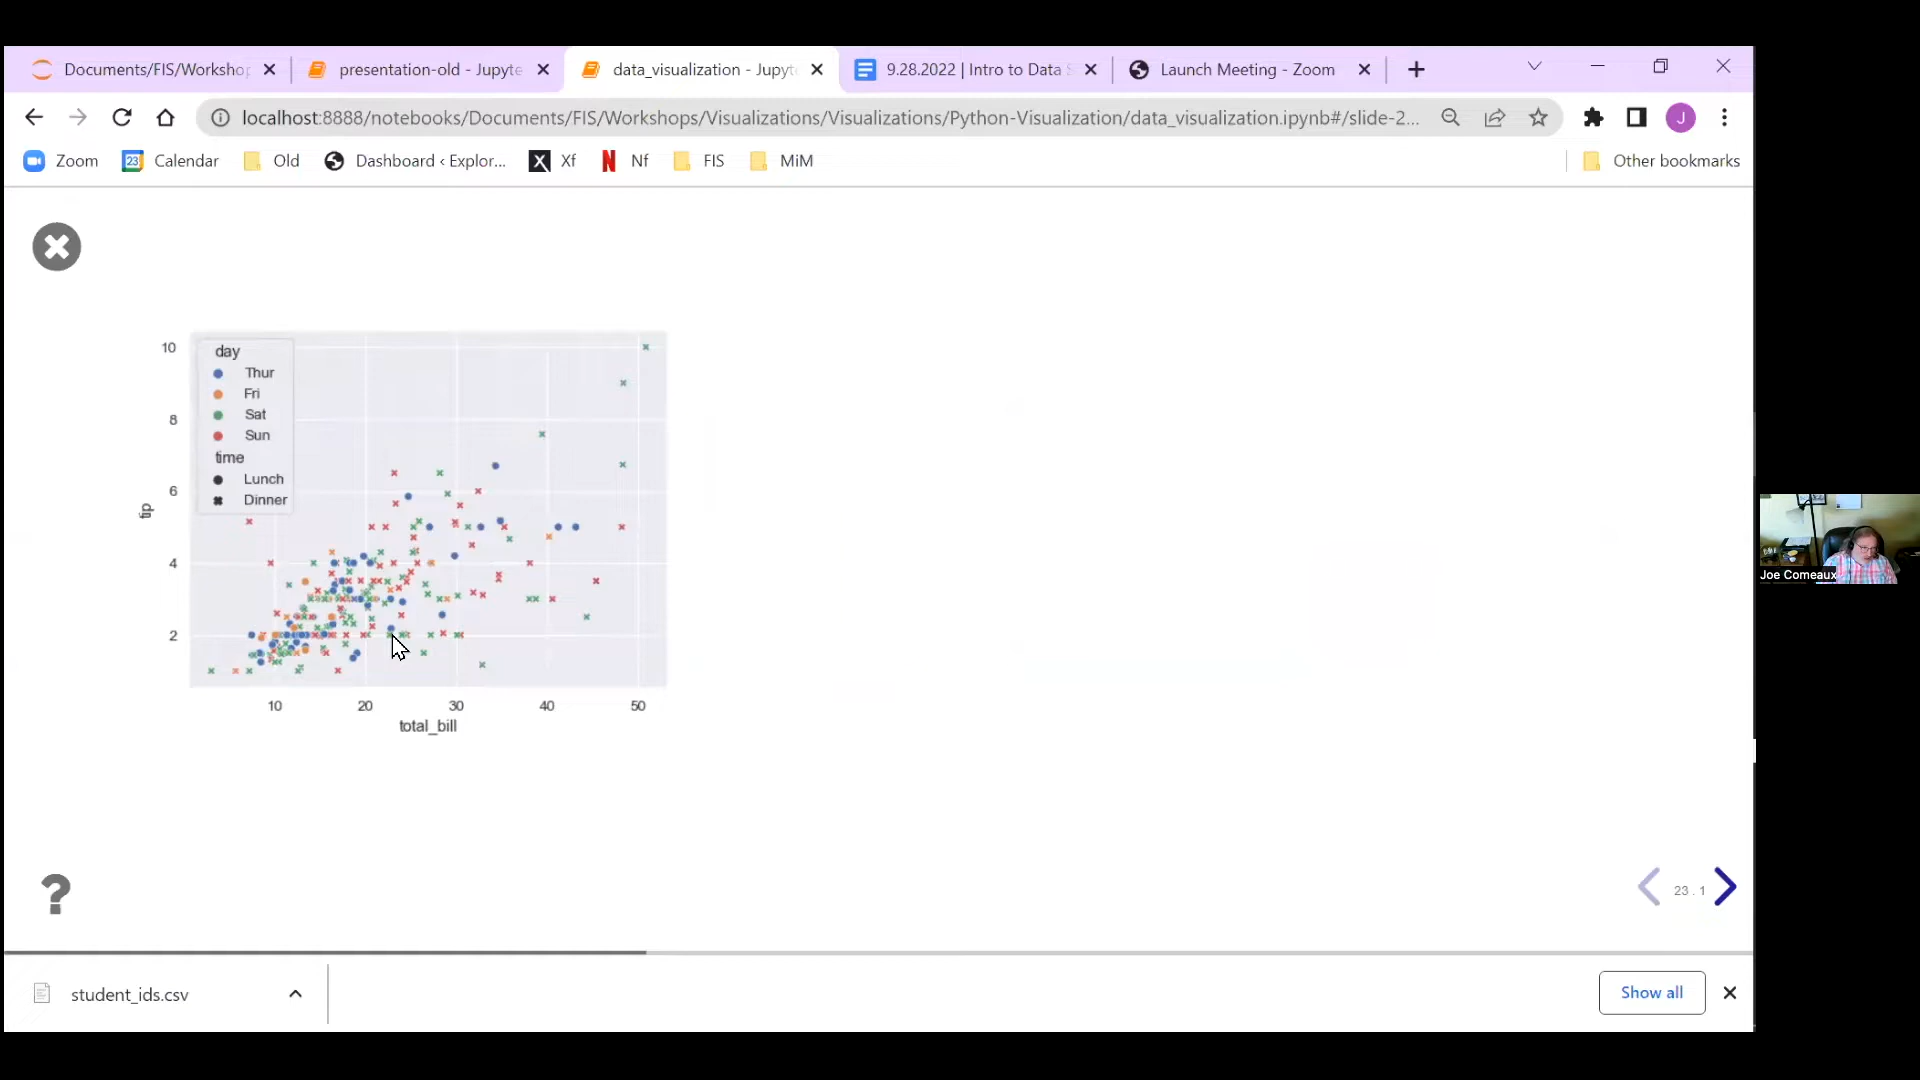 Documents/FIS/Workshop
presentation-old - Jupyte
data_visualization - Jupyt
9.28.2022 | Intro to Data S
Launch Meeting - Zoom
localhost:8888/notebooks/Documents/FIS/Workshops/Visualizations/Visualizations/Python-Visualization/data_visualization.ipynb#/slide-2...
J
Zoom
23 Calendar
Old
Dashboard ‹ Explor...
X Xf
N Nf
FIS
MiM
Other bookmarks
10
8
6
4
2
tip
day
Thur
Fri
Sat
Sun
time
Lunch
Dinner
10 20 30 40 50
total_bill
Joe Comeaux
?
23 . 1
student_ids.csv
Show all